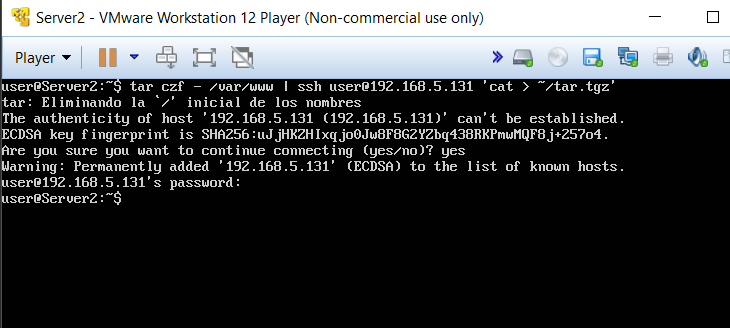 Server2 - VMware Workstation 12 Player (Non-commercial use only)
Player
user@Server2:~$ tar czf - /var/www | ssh user@192.168.5.131 'cat > ~/tar.tgz'
tar: Eliminando la `/' inicial de los nombres
The authenticity of host '192.168.5.131 (192.168.5.131)' can't be established.
ECDSA key fingerprint is SHA256:uJjHKZHIxqjo0Jw8F8G2YZbq438RKPmwMQF8j+257o4.
Are you sure you want to continue connecting (yes/no)? yes
Warning: Permanently added '192.168.5.131' (ECDSA) to the list of known hosts.
user@192.168.5.131's password:
user@Server2:~$